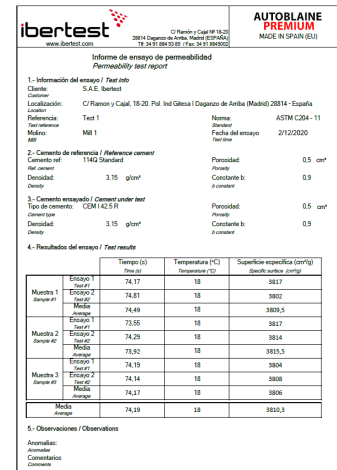 ibertest
www.ibertest.com
C/ Ramón y Cajal Nº 18-20
28814 Daganzo de Arriba, Madrid (ESPAÑA)
Tlf: 34 91 884 53 85 / Fax: 34 91 8845002
AUTOBLAINE
PREMIUM
MADE IN SPAIN (EU)
Informe de ensayo de permeabilidad
Permeability test report
1.- Información del ensayo / Test info
Cliente: S.A.E. Ibertest
Customer
Localización: C/ Ramon y Cajal, 18-20. Pol. Ind Gitesa I Daganzo de Arriba (Madrid) 28814 - España
Location
Referencia: Test 1 Norma: ASTM C204 - 11
Test reference Standard
Molino: Mill 1 Fecha del ensayo 2/12/2020
Mill Test time
2.- Cemento de referencia / Reference cement
Cemento ref: 114Q Standard Porosidad: 0,5 cm³
Ref. cement Porosity
Densidad: 3,15 g/cm³ Constante b: 0,9
Density b constant
3.- Cemento ensayado / Cement under test
Tipo de cemento: CEM I 42.5 R Porosidad: 0,5 cm³
Cement type Porosity
Densidad: 3,15 g/cm³ Constante b: 0,9
Density b constant
4.- Resultados del ensayo / Test results
Tiempo (s) Temperatura (ºC) Superficie específica (cm²/g)
Time (s) Temperature (ºC) Specific surface (cm²/g)
Muestra 1
Sample #1
Ensayo 1 74,17 18 3817
Test #1
Ensayo 2 74,81 18 3802
Test #2
Media 74,49 18 3809,5
Average
Muestra 2
Sample #2
Ensayo 1 73,55 18 3817
Test #1
Ensayo 2 74,29 18 3814
Test #2
Media 73,92 18 3815,5
Average
Muestra 3
Sample #3
Ensayo 1 74,19 18 3804
Test #1
Ensayo 2 74,14 18 3808
Test #2
Media 74,17 18 3806
Average
Media 74,19 18 3810,3
Average
5.- Observaciones / Observations
Anomalías:
Anomalies
Comentarios
Comments